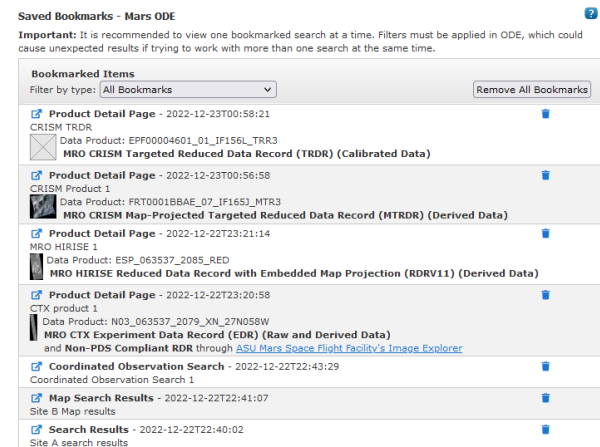 Saved Bookmarks - Mars ODE
?
Important: It is recommended to view one bookmarked search at a time. Filters must be applied in ODE, which could
cause unexpected results if trying to work with more than one search at the same time.
Bookmarked Items
Filter by type: All Bookmarks
Remove All Bookmarks
Product Detail Page - 2022-12-23T00:58:21
CRISM TRDR
Data Product: EPF00004601_01_IF156L_TRR3
MRO CRISM Targeted Reduced Data Record (TRDR) (Calibrated Data)
Product Detail Page - 2022-12-23T00:56:58
CRISM Product 1
Data Product: FRT0001BBAE_07_IF165J_MTR3
MRO CRISM Map-Projected Targeted Reduced Data Record (MTRDR) (Derived Data)
Product Detail Page - 2022-12-22T23:21:14
MRO HIRISE 1
Data Product: ESP_063537_2085_RED
MRO HIRISE Reduced Data Record with Embedded Map Projection (RDRV11) (Derived Data)
Product Detail Page - 2022-12-22T23:20:58
CTX product 1
Data Product: N03_063537_2079_XN_27N058W
MRO CTX Experiment Data Record (EDR) (Raw and Derived Data)
and Non-PDS Compliant RDR through ASU Mars Space Flight Facility's Image Explorer
Coordinated Observation Search - 2022-12-22T22:43:29
Coordinated Observation Search 1
Map Search Results - 2022-12-22T22:41:07
Site B Map results
Search Results - 2022-12-22T22:40:02
Site A search results